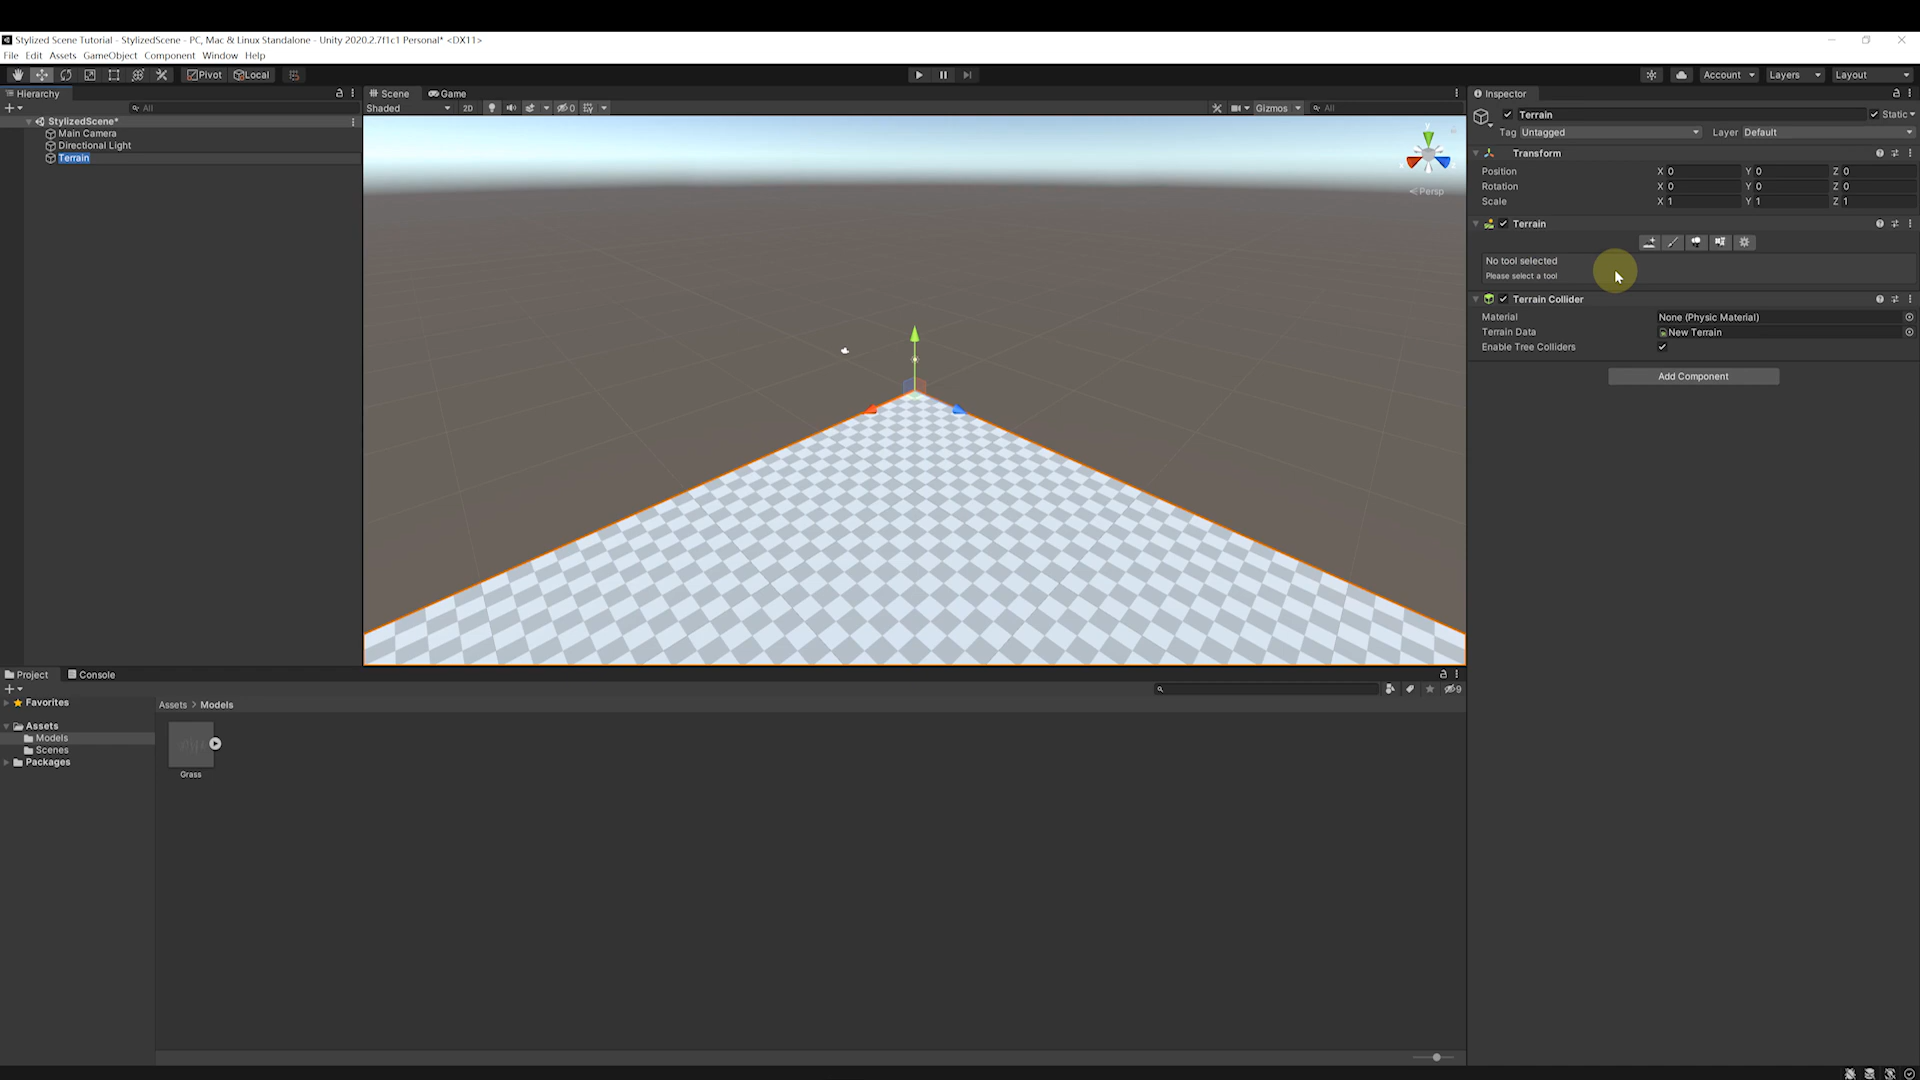 Stylized Scene Tutorial - StylizedScene - PC, Mac & Linux Standalone - Unity 2020.2.7f1c1 Personal* <DX11>
File Edit Assets GameObject Component Window Help
Pivot Local Account Layers Layout
Hierarchy
All
StylizedScene*
Main Camera
Directional Light
Terrain
Scene Game
Shaded 2D 0 Gizmos All
y
Persp
Inspector
Terrain Static
Tag Untagged Layer Default
Transform
Position X 0 Y 0 Z 0
Rotation X 0 Y 0 Z 0
Scale X 1 Y 1 Z 1
Terrain
No tool selected
Please select a tool
Terrain Collider
Material None (Physic Material)
Terrain Data New Terrain
Enable Tree Colliders
Add Component
Project Console
9
Favorites
Assets
Models
Scenes
Packages
Assets > Models
Grass